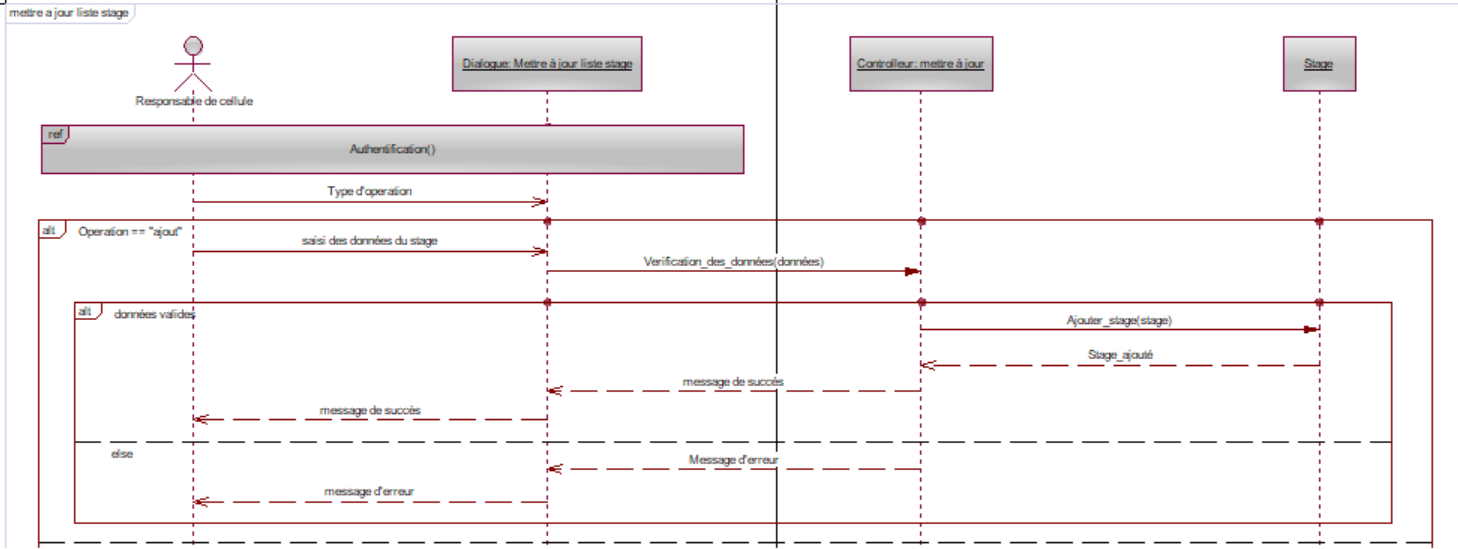 mettre a jour liste stage
Responsable de cellule
Dialogue: Mettre à jour liste stage
Controlleur: mettre à jour
Stage
ref
Authentification()
Type d'operation
alt
Operation == "ajout"
saisi des données du stage
Verification_des_données(données)
alt
données valides
Ajouter_stage(stage)
Stage_ajouté
message de succés
message de succès
else
Message d'erreur
message d'erreur